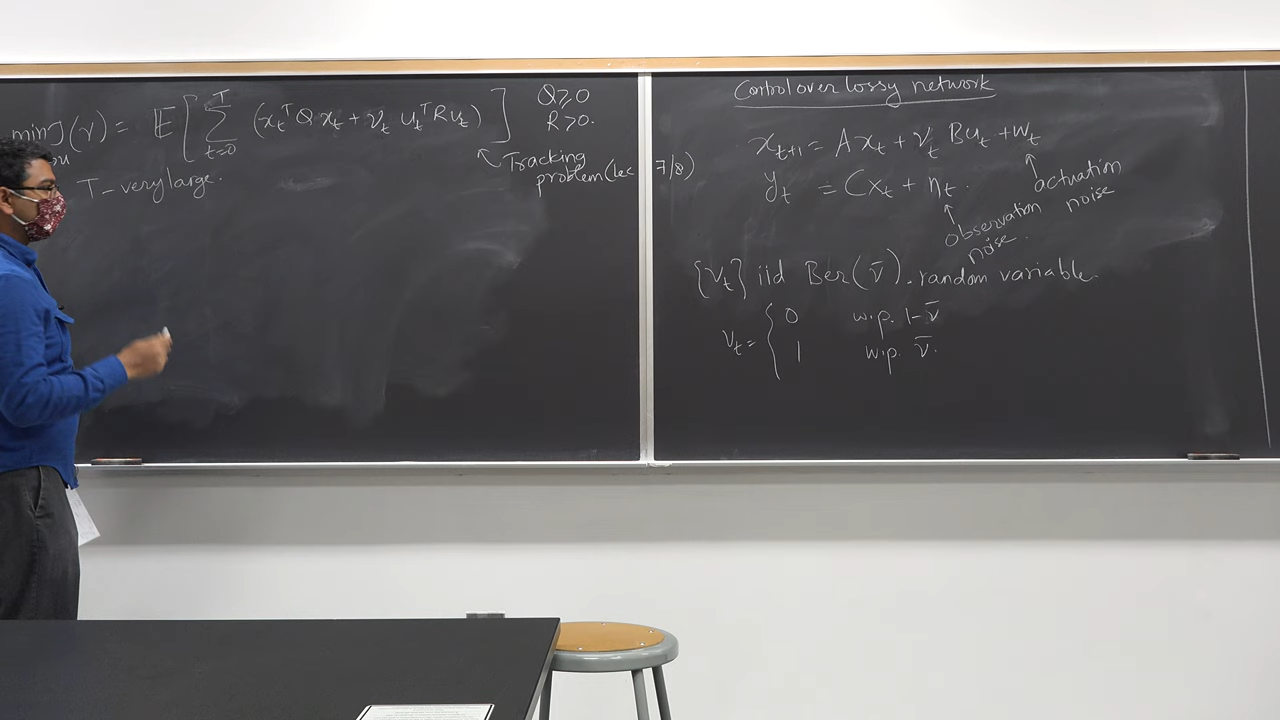 min J(γ) = E[ Σ_{t=0}^{T} (x_t^T Q x_t + ν_t u_t^T R u_t) ]
Q ≥ 0
R > 0.
T - very large.
Tracking
problem (lec 7/8)
Control over lossy network
x_{t+1} = A x_t + ν_t B u_t + w_t
y_t = C x_t + η_t.
actuation
noise
observation
noise.
{ν_t} iid Ber(ν̄) - random variable.
ν_t = { 0 w.p. 1-ν̄
1 w.p. ν̄.